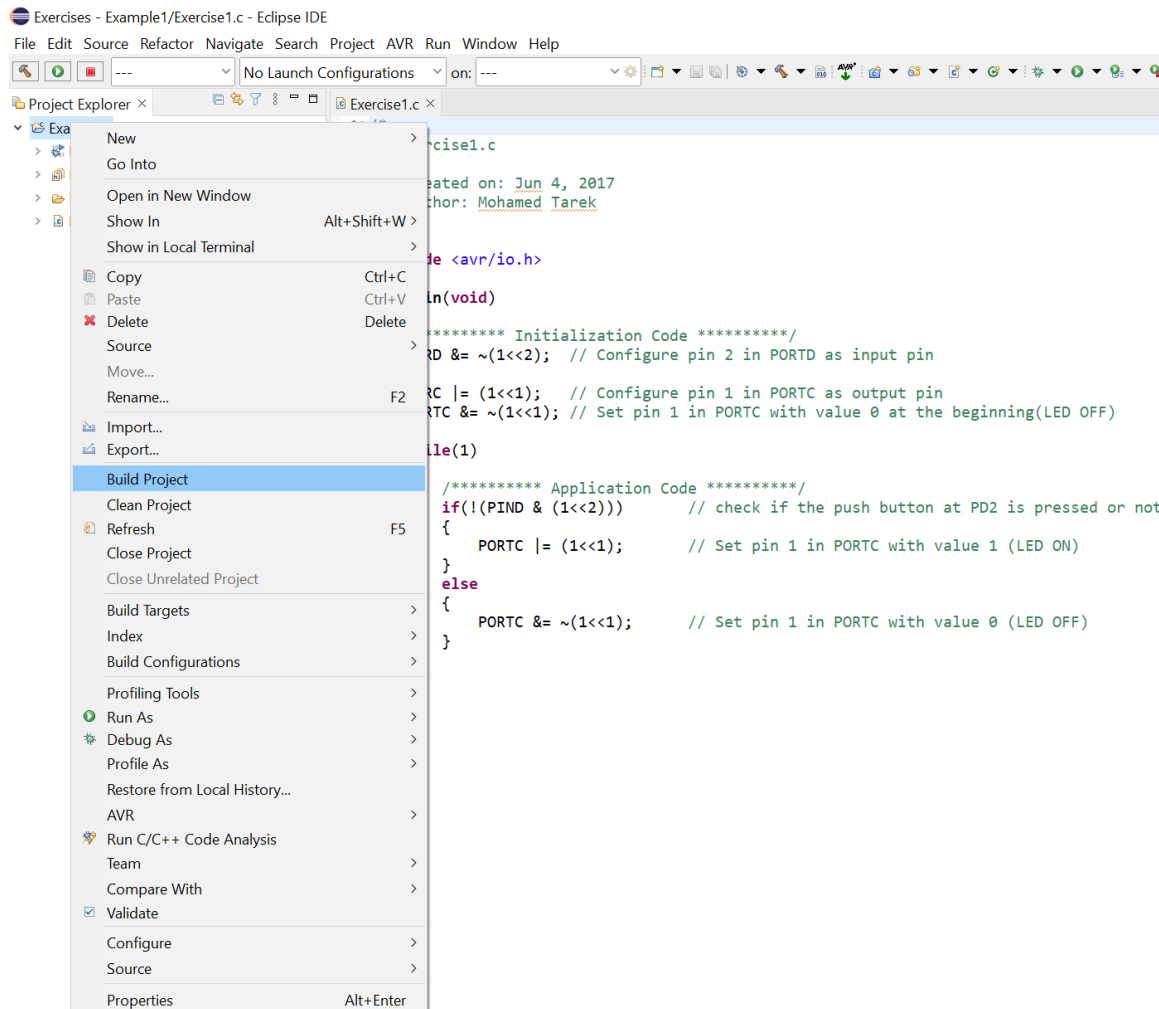 Exercises - Example1/Exercise1.c - Eclipse IDE
File Edit Source Refactor Navigate Search Project AVR Run Window Help
--- No Launch Configurations on: --- 010 AVR
Project Explorer Exercise1.c
Exa
New
Go Into
Open in New Window
Show In Alt+Shift+W
Show in Local Terminal
Copy Ctrl+C
Paste Ctrl+V
Delete Delete
Source
Move...
Rename... F2
Import...
Export...
Build Project
Clean Project
Refresh F5
Close Project
Close Unrelated Project
Build Targets
Index
Build Configurations
Profiling Tools
Run As
Debug As
Profile As
Restore from Local History...
AVR
Run C/C++ Code Analysis
Team
Compare With
Validate
Configure
Source
Properties Alt+Enter
rcise1.c
eated on: Jun 4, 2017
thor: Mohamed Tarek
de <avr/io.h>
in(void)
********* Initialization Code **********/
RD &= ~(1<<2); // Configure pin 2 in PORTD as input pin
RC |= (1<<1); // Configure pin 1 in PORTC as output pin
RTC &= ~(1<<1); // Set pin 1 in PORTC with value 0 at the beginning(LED OFF)
ile(1)
/********** Application Code **********/
if(!(PIND & (1<<2))) // check if the push button at PD2 is pressed or not
{
PORTC |= (1<<1); // Set pin 1 in PORTC with value 1 (LED ON)
}
else
{
PORTC &= ~(1<<1); // Set pin 1 in PORTC with value 0 (LED OFF)
}